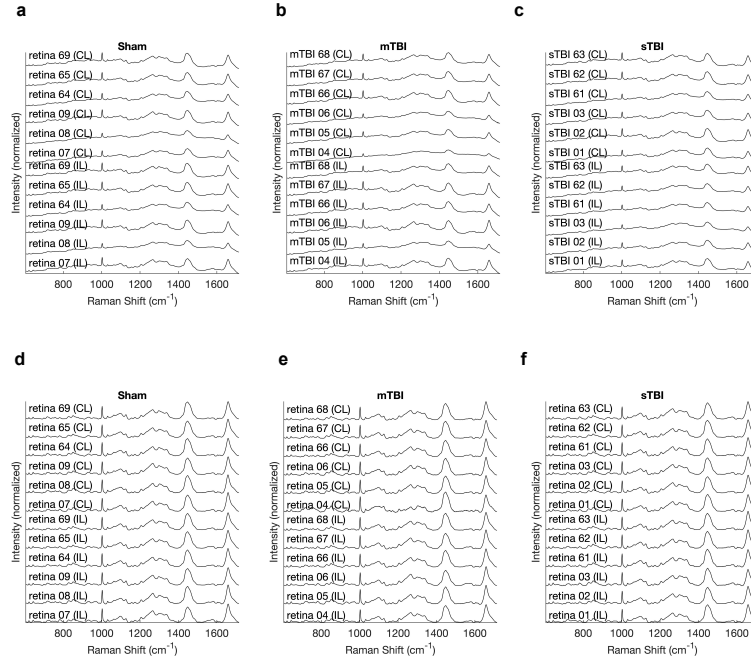 a
Sham
retina 69 (CL)
retina 65 (CL)
retina 64 (CL)
retina 09 (CL)
retina 08 (CL)
retina 07 (CL)
retina 69 (IL)
retina 65 (IL)
retina 64 (IL)
retina 09 (IL)
retina 08 (IL)
retina 07 (IL)
Intensity (normalized)
800 1000 1200 1400 1600
Raman Shift (cm-1)
b
mTBI
mTBI 68 (CL)
mTBI 67 (CL)
mTBI 66 (CL)
mTBI 06 (CL)
mTBI 05 (CL)
mTBI 04 (CL)
mTBI 68 (IL)
mTBI 67 (IL)
mTBI 66 (IL)
mTBI 06 (IL)
mTBI 05 (IL)
mTBI 04 (IL)
Intensity (normalized)
800 1000 1200 1400 1600
Raman Shift (cm-1)
c
sTBI
sTBI 63 (CL)
sTBI 62 (CL)
sTBI 61 (CL)
sTBI 03 (CL)
sTBI 02 (CL)
sTBI 01 (CL)
sTBI 63 (IL)
sTBI 62 (IL)
sTBI 61 (IL)
sTBI 03 (IL)
sTBI 02 (IL)
sTBI 01 (IL)
Intensity (normalized)
800 1000 1200 1400 1600
Raman Shift (cm-1)
d
Sham
retina 69 (CL)
retina 65 (CL)
retina 64 (CL)
retina 09 (CL)
retina 08 (CL)
retina 07 (CL)
retina 69 (IL)
retina 65 (IL)
retina 64 (IL)
retina 09 (IL)
retina 08 (IL)
retina 07 (IL)
Intensity (normalized)
800 1000 1200 1400 1600
Raman Shift (cm-1)
e
mTBI
retina 68 (CL)
retina 67 (CL)
retina 66 (CL)
retina 06 (CL)
retina 05 (CL)
retina 04 (CL)
retina 68 (IL)
retina 67 (IL)
retina 66 (IL)
retina 06 (IL)
retina 05 (IL)
retina 04 (IL)
Intensity (normalized)
800 1000 1200 1400 1600
Raman Shift (cm-1)
f
sTBI
retina 63 (CL)
retina 62 (CL)
retina 61 (CL)
retina 03 (CL)
retina 02 (CL)
retina 01 (CL)
retina 63 (IL)
retina 62 (IL)
retina 61 (IL)
retina 03 (IL)
retina 02 (IL)
retina 01 (IL)
Intensity (normalized)
800 1000 1200 1400 1600
Raman Shift (cm-1)